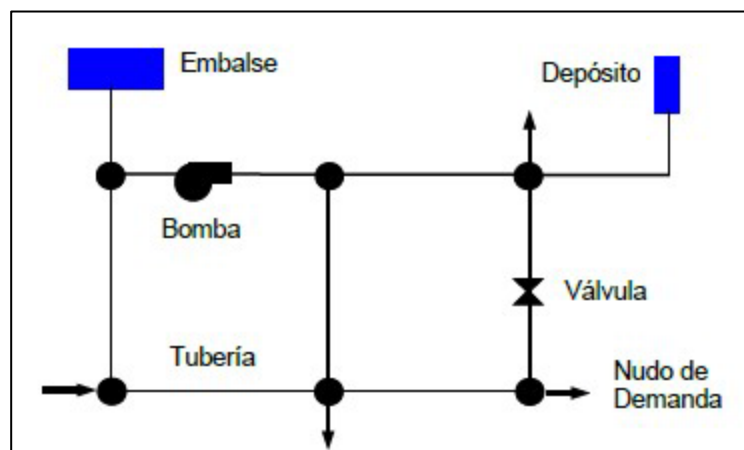 Embalse
Depósito
Bomba
Válvula
Tubería
Nudo de
Demanda